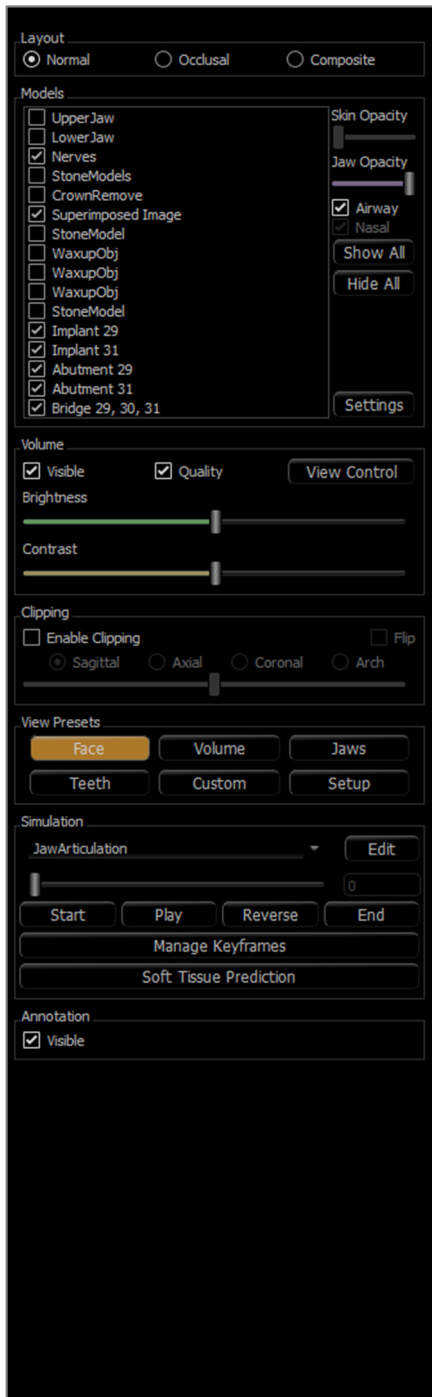 Layout
Normal Occlusal Composite
Models
UpperJaw
LowerJaw
Nerves
StoneModels
CrownRemove
Superimposed Image
StoneModel
WaxupObj
WaxupObj
WaxupObj
StoneModel
Implant 29
Implant 31
Abutment 29
Abutment 31
Bridge 29, 30, 31
Skin Opacity
Jaw Opacity
Airway
Nasal
Show All
Hide All
Settings
Volume
Visible Quality View Control
Brightness
Contrast
Clipping
Enable Clipping Flip
Sagittal Axial Coronal Arch
View Presets
Face Volume Jaws
Teeth Custom Setup
Simulation
JawArticulation Edit
0
Start Play Reverse End
Manage Keyframes
Soft Tissue Prediction
Annotation
Visible